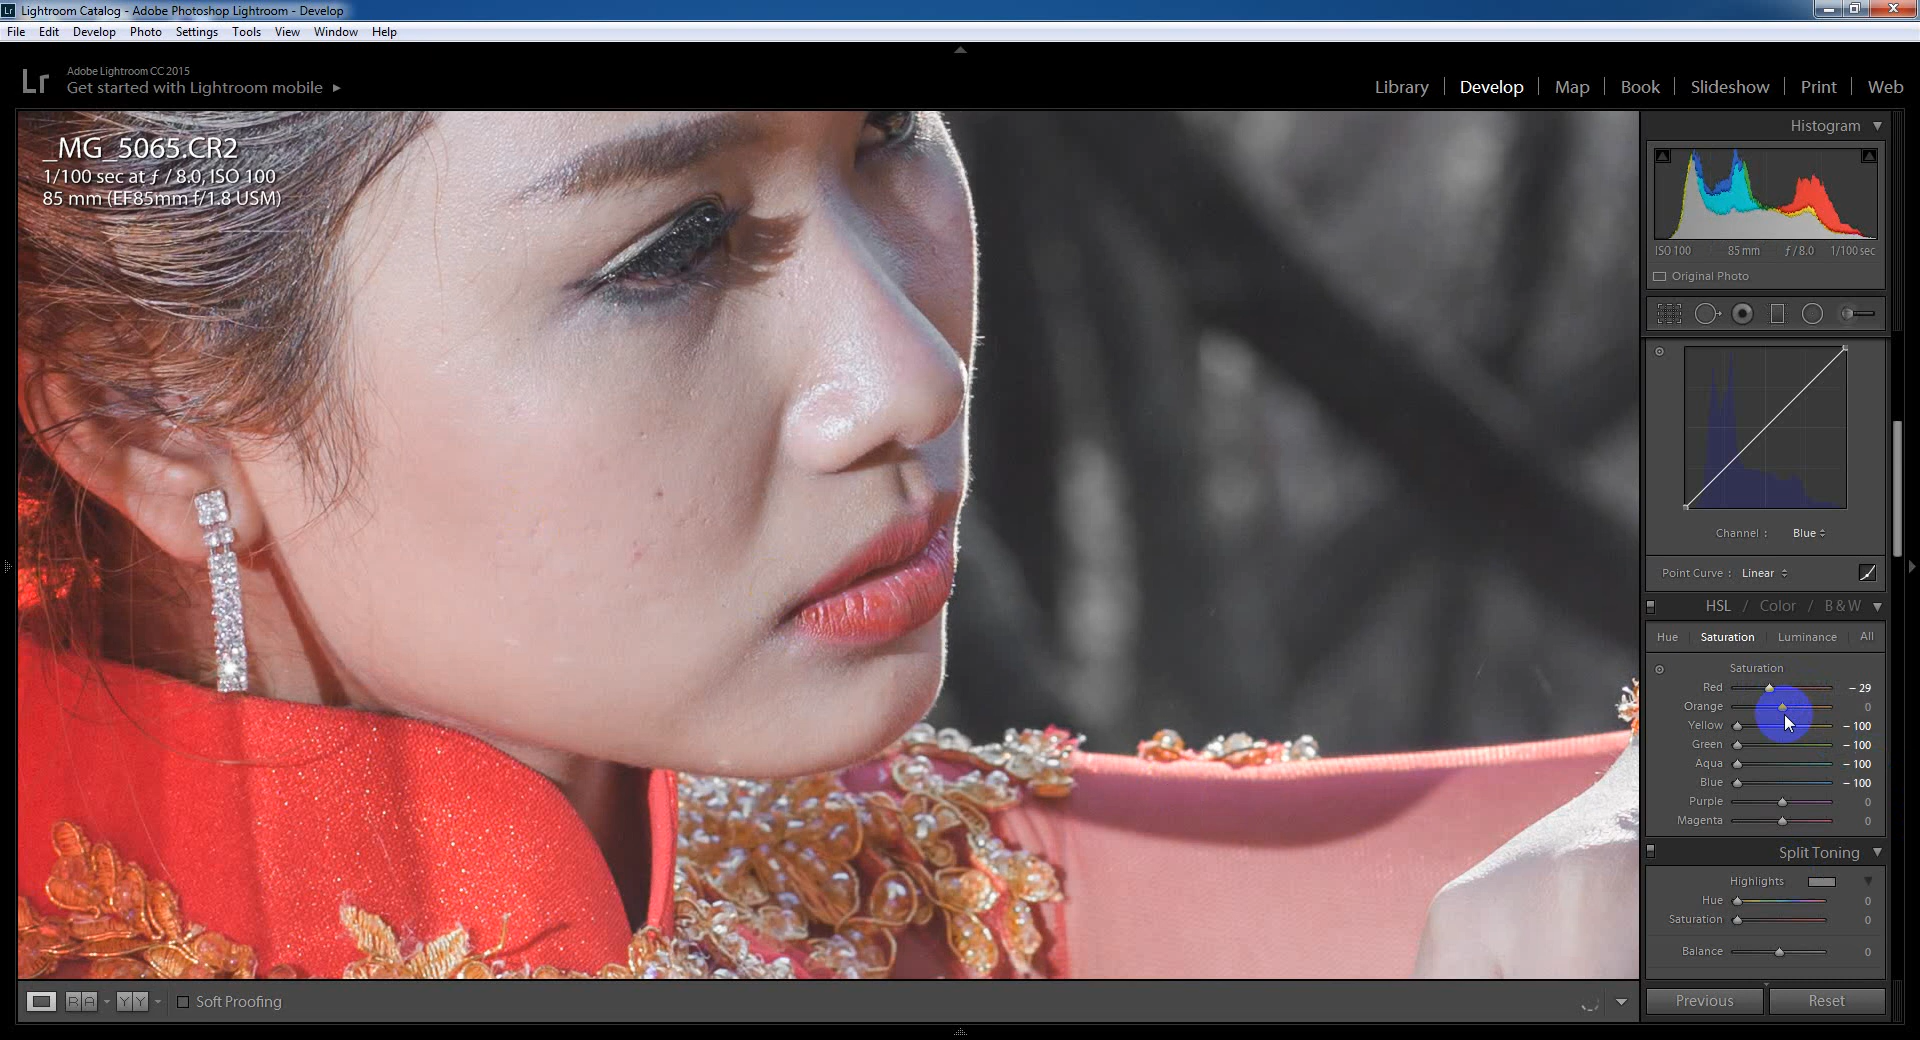 Lr Lightroom Catalog - Adobe Photoshop Lightroom - Develop
File Edit Develop Photo Settings Tools View Window Help
Lr Adobe Lightroom CC 2015
Get started with Lightroom mobile
Library Develop Map Book Slideshow Print Web
_MG_5065.CR2
1/100 sec at ƒ / 8.0, ISO 100
85 mm (EF85mm f/1.8 USM)
Histogram
ISO 100 85 mm ƒ / 8.0 1/100 sec
Original Photo
Channel : Blue
Point Curve : Linear
HSL / Color / B & W
Hue Saturation Luminance All
Saturation
Red − 29
Orange 0
Yellow − 100
Green − 100
Aqua − 100
Blue − 100
Purple 0
Magenta 0
Split Toning
Highlights
Hue 0
Saturation 0
Balance 0
R A Y Y Soft Proofing
Previous Reset